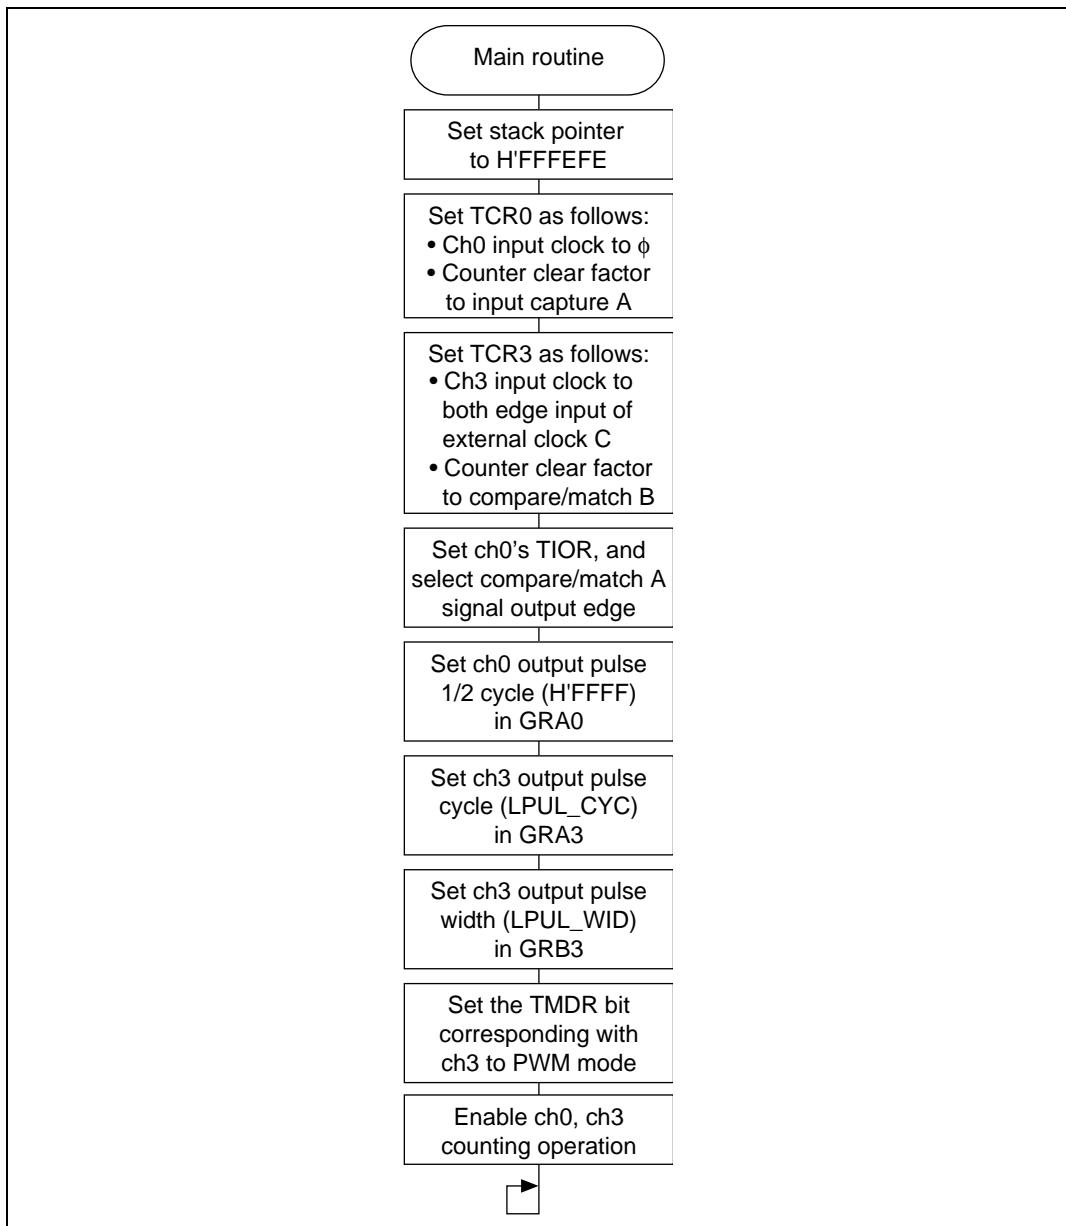 Main routine
Set stack pointer
to H'FFFEFE
Set TCR0 as follows:
• Ch0 input clock to ϕ
• Counter clear factor
to input capture A
Set TCR3 as follows:
• Ch3 input clock to
both edge input of
external clock C
• Counter clear factor
to compare/match B
Set ch0’s TIOR, and
select compare/match A
signal output edge
Set ch0 output pulse
1/2 cycle (H'FFFF)
in GRA0
Set ch3 output pulse
cycle (LPUL_CYC)
in GRA3
Set ch3 output pulse
width (LPUL_WID)
in GRB3
Set the TMDR bit
corresponding with
ch3 to PWM mode
Enable ch0, ch3
counting operation